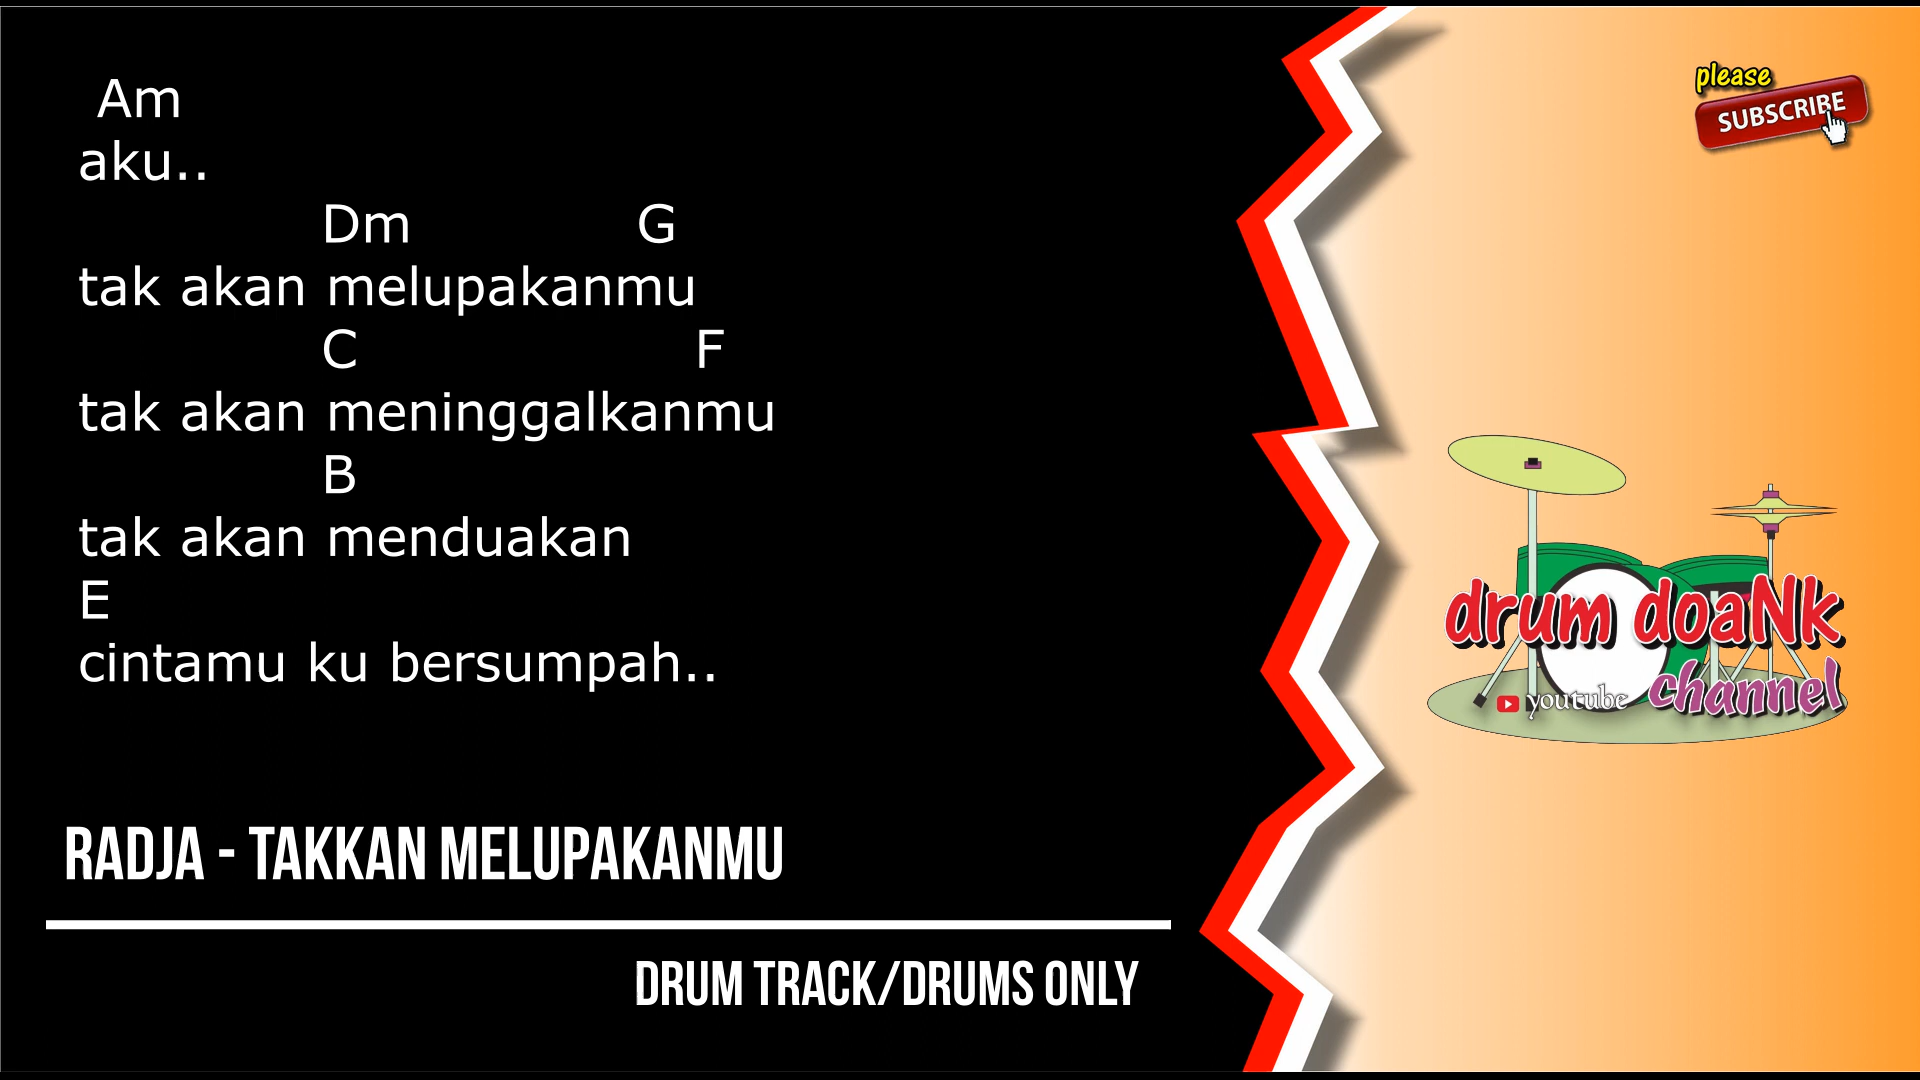 Am
aku..
Dm G
tak akan melupakanmu
C F
tak akan meninggalkanmu
B
tak akan menduakan
E
cintamu ku bersumpah..
RADJA - TAKKAN MELUPAKANMU
DRUM TRACK/DRUMS ONLY
please
SUBSCRIBE
drum doaNk
youtube channel